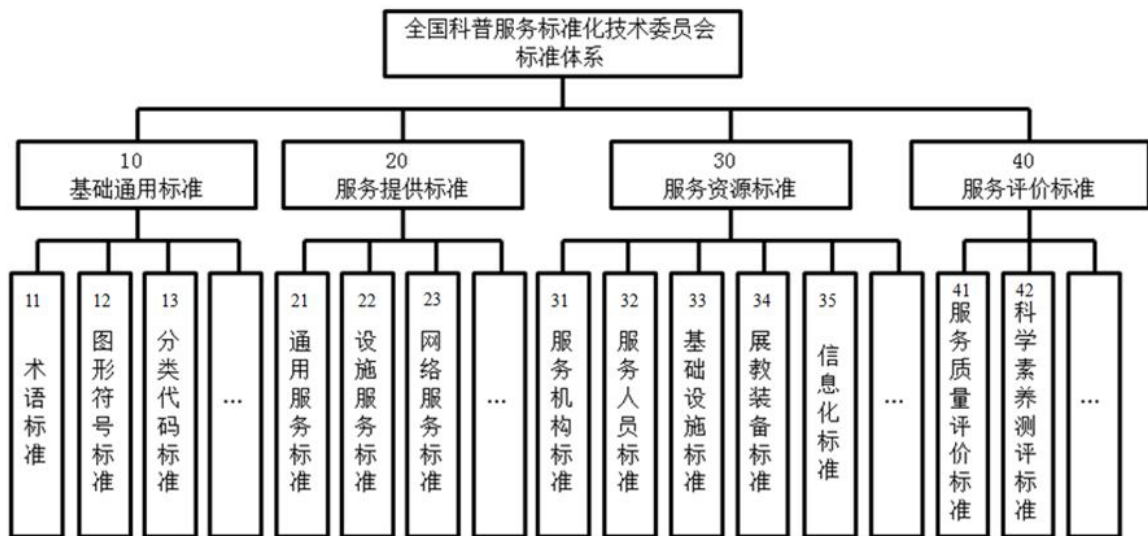 全国科普服务标准化技术委员会
标准体系
10
基础通用标准
20
服务提供标准
30
服务资源标准
40
服务评价标准
11
术语标准
12
图形符号标准
13
分类代码标准
...
21
通用服务标准
22
设施服务标准
23
网络服务标准
...
31
服务机构标准
32
服务人员标准
33
基础设施标准
34
展教装备标准
35
信息化标准
...
41
服务质量评价标准
42
科学素养测评标准
...